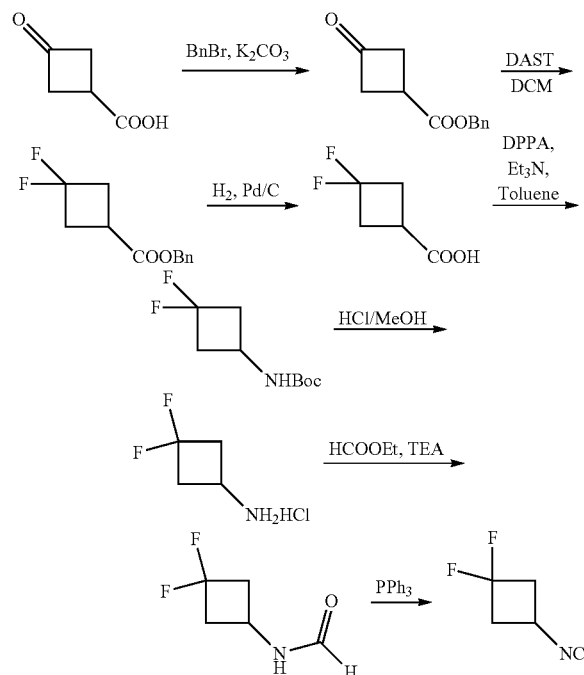 O
BnBr, K₂CO₃
COOH
O
COOBn
DAST
DCM
F
F
COOBn
H₂, Pd/C
F
F
COOH
DPPA,
Et₃N,
Toluene
F
F
NHBoc
HCl/MeOH
F
F
NH₂HCl
HCOOEt, TEA
F
F
N
H
O
H
PPh₃
F
F
NC